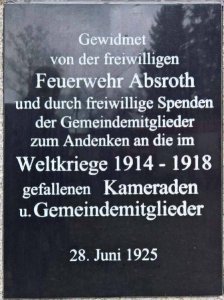 Gewidmet
von der freiwilligen
Feuerwehr Absroth
und durch freiwillige Spenden
der Gemeindemitglieder
zum Andenken an die im
Weltkriege 1914 - 1918
gefallenen Kameraden
u. Gemeindemitglieder
28. Juni 1925